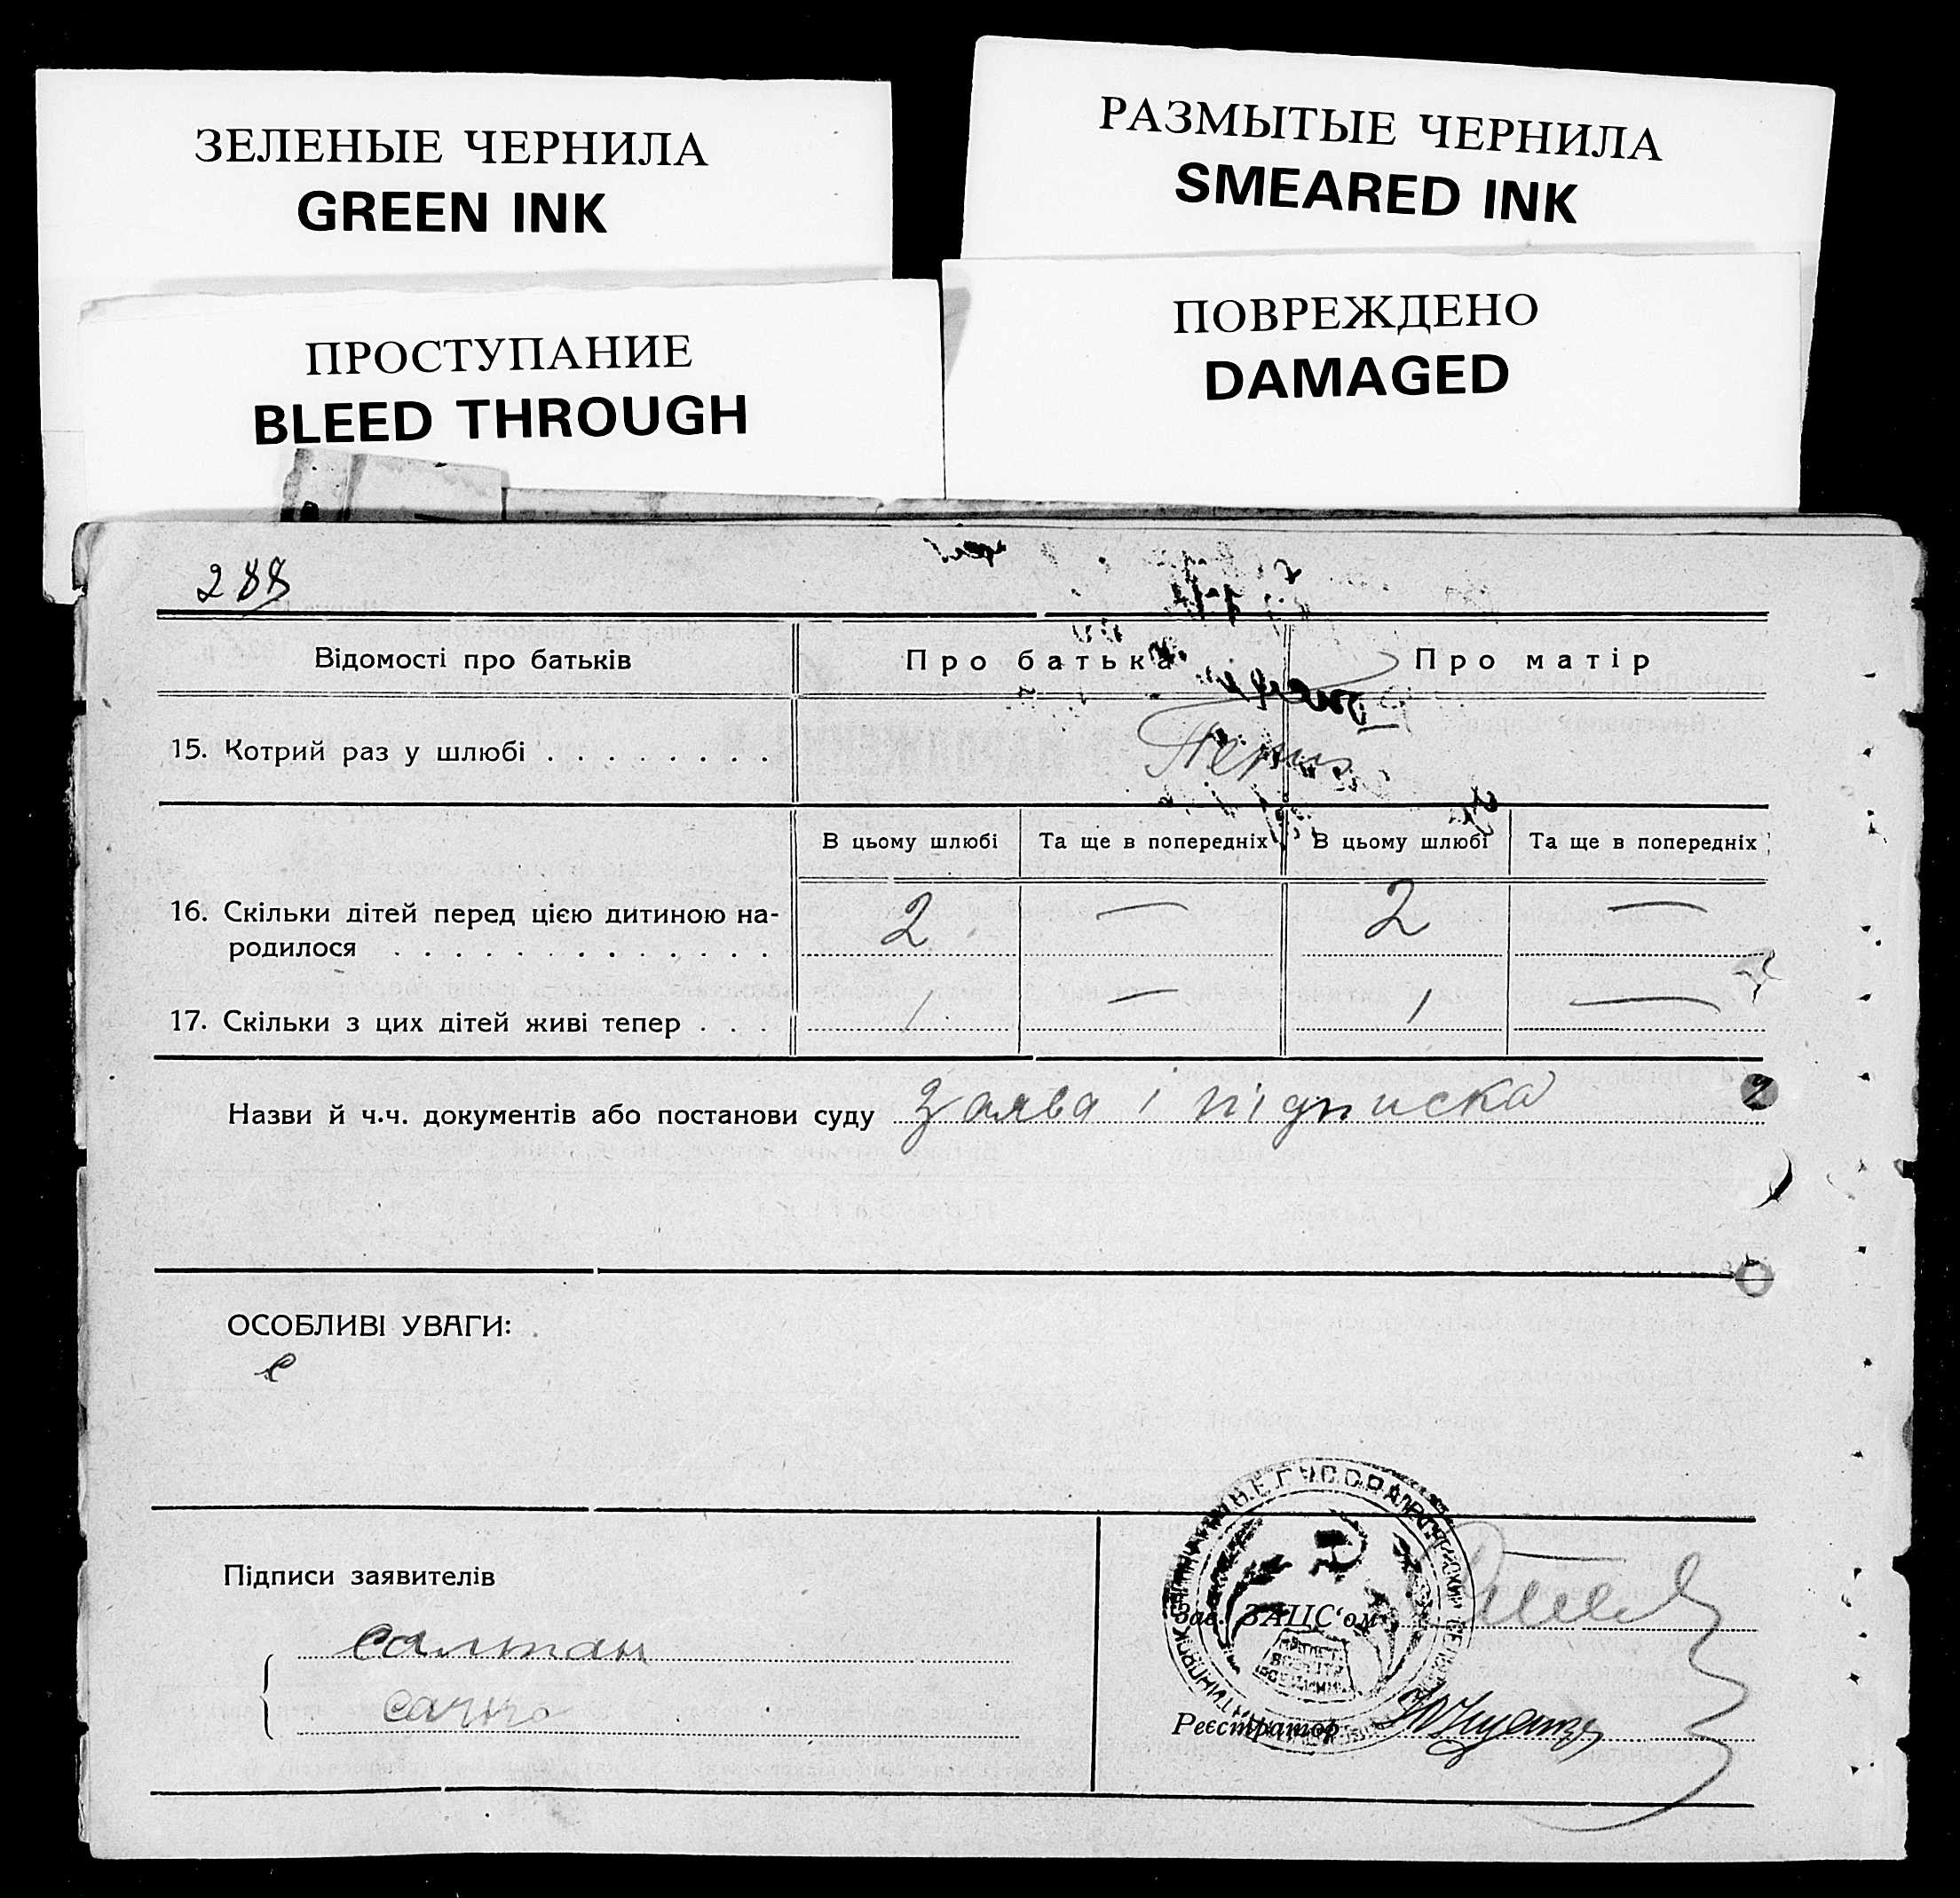 ЗЕЛЕНЫЕ ЧЕРНИЛА
GREEN INK
РАЗМЫТЫЕ ЧЕРНИЛА
SMEARED INK
ПРОСТУПАНИЕ
BLEED THROUGH
ПОВРЕЖДЕНО
DAMAGED
288
Відомості про батьків Про батька Про матір
15. Котрий раз у шлюбі . . . . . . . .
В цьому шлюбі Та ще в попередніх В цьому шлюбі Та ще в попередніх
16. Скільки дітей перед цією дитиною на-
родилося . . . . . . . . . . . . . 2 — 2 —
17. Скільки з цих дітей живі тепер . . . 1 — 1 —
Назви й ч.ч. документів або постанови суду Заява і підписка
ОСОБЛИВІ УВАГИ:
Підписи заявителів
Зав. ЗАЦС'ом
салтан
Реєстратор